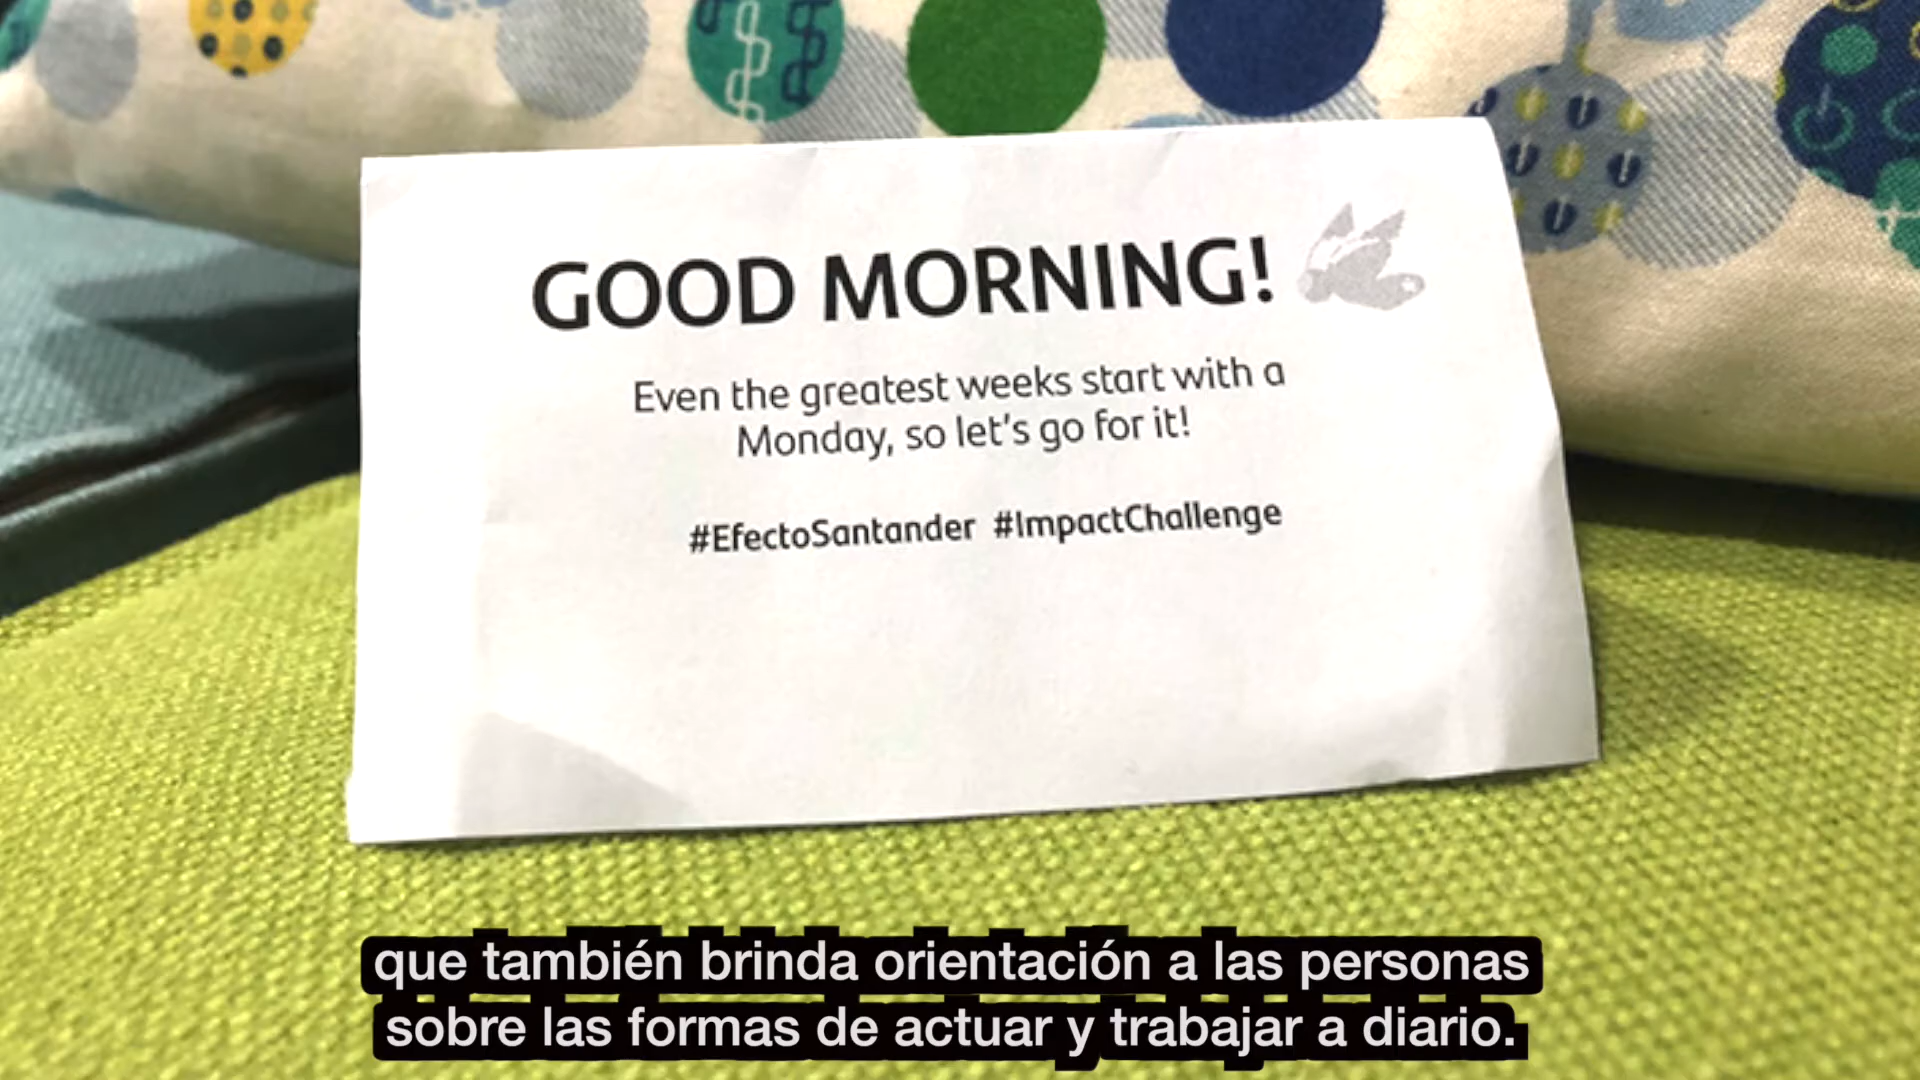 GOOD MORNING!
Even the greatest weeks start with a
Monday, so let's go for it!
#EfectoSantander #ImpactChallenge
que también brinda orientación a las personas
sobre las formas de actuar y trabajar a diario.